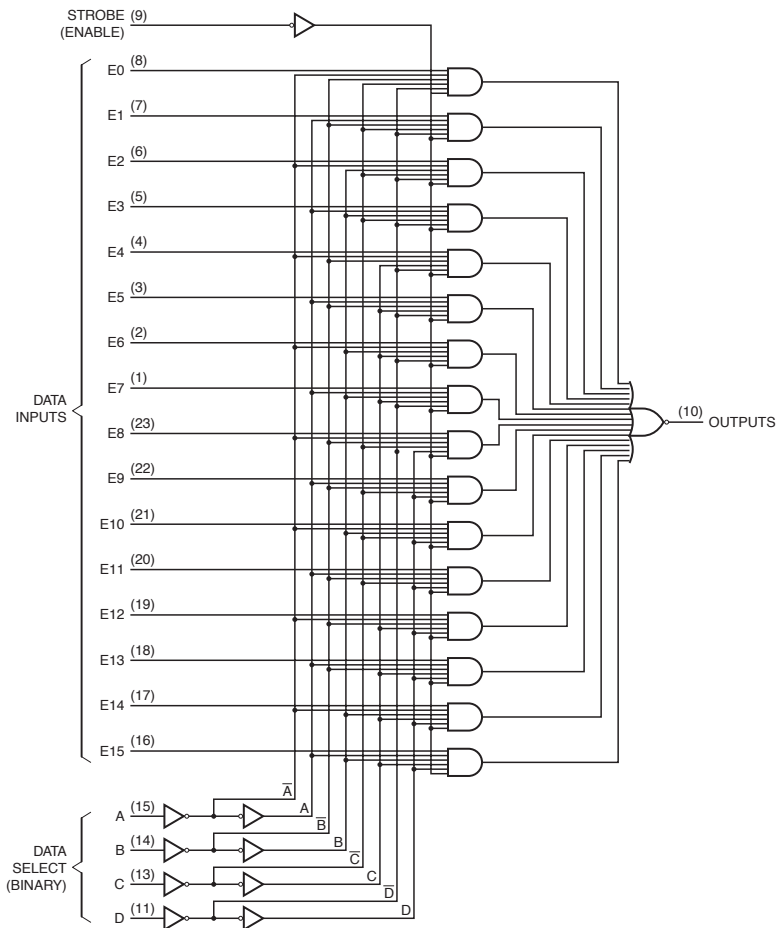 STROBE (9)
(ENABLE)
E0 (8)
E1 (7)
E2 (6)
E3 (5)
E4 (4)
E5 (3)
E6 (2)
E7 (1)
DATA
INPUTS
E8 (23)
E9 (22)
E10 (21)
E11 (20)
E12 (19)
E13 (18)
E14 (17)
E15 (16)
(10) OUTPUTS
A̅
A (15) A
B̅
B (14) B
C̅
C (13) C
D̅
D (11) D
DATA
SELECT
(BINARY)